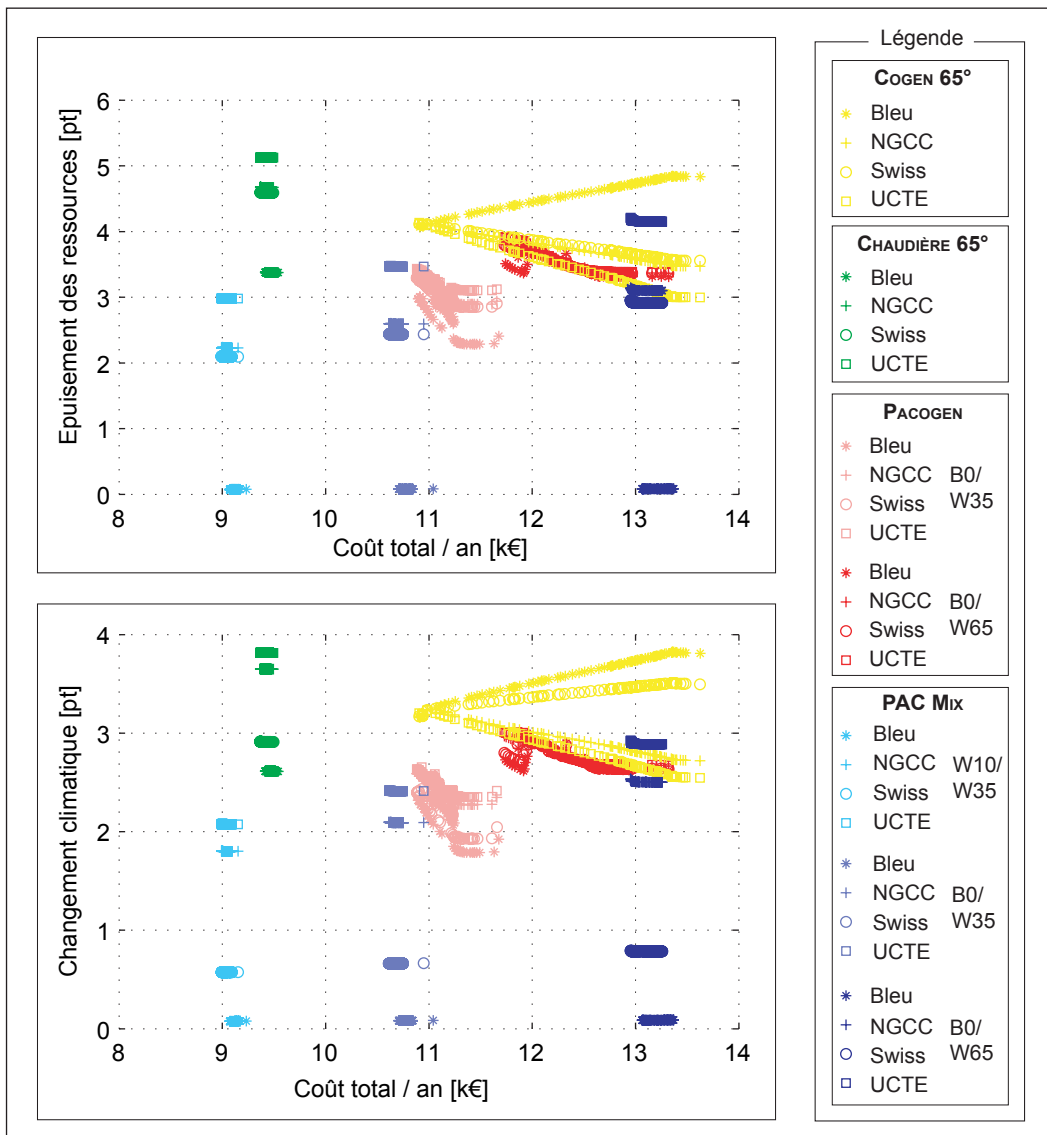 6
5
4
3
2
1
0
8 9 10 11 12 13 14
Epuisement des ressources [pt]
Coût total / an [k€]
4
3
2
1
0
8 9 10 11 12 13 14
Changement climatique [pt]
Coût total / an [k€]
Légende
COGEN 65°
Bleu
NGCC
Swiss
UCTE
CHAUDIÈRE 65°
Bleu
NGCC
Swiss
UCTE
PACOGEN
Bleu
NGCC B0/
Swiss W35
UCTE
Bleu
NGCC B0/
Swiss W65
UCTE
PAC MIX
Bleu
NGCC W10/
Swiss W35
UCTE
Bleu
NGCC B0/
Swiss W35
UCTE
Bleu
NGCC B0/
Swiss W65
UCTE